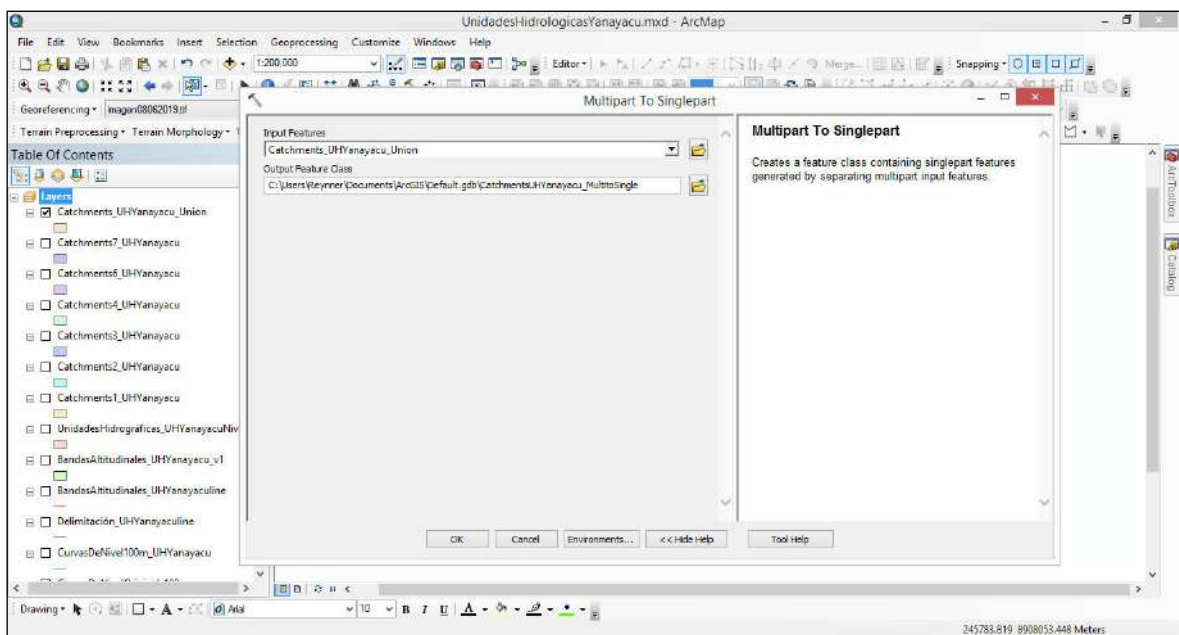 UnidadesHidrologicasYanayacu.mxd - ArcMap
File Edit View Bookmarks Insert Selection Geoprocessing Customize Windows Help
1:200,000 Editor Merge... Snapping
Georeferencing imagen08062019.tif
Terrain Preprocessing Terrain Morphology
Table Of Contents
Layers
Catchments_UHYanayacu_Union
Catchments7_UHYanayacu
Catchments6_UHYanayacu
Catchments4_UHYanayacu
Catchments3_UHYanayacu
Catchments2_UHYanayacu
Catchments1_UHYanayacu
UnidadesHidrográficas_UHYanayacuNiv
BandasAltitudinales_UHYanayacu_v1
BandasAltitudinales_UHYanayaculine
Delimitación_UHYanayaculine
CurvasDeNivel100m_UHYanayacu
Multipart To Singlepart
Input Features
Catchments_UHYanayacu_Union
Output Feature Class
C:\Users\Reynner\Documents\ArcGIS\Default.gdb\CatchmentsUHYanayacu_MultitoSingle
OK Cancel Environments... << Hide Help Tool Help
Multipart To Singlepart
Creates a feature class containing singlepart features
generated by separating multipart input features.
ArcToolbox
Catalog
Drawing A Arial 10 B I U A
245783.819 8908053.448 Meters